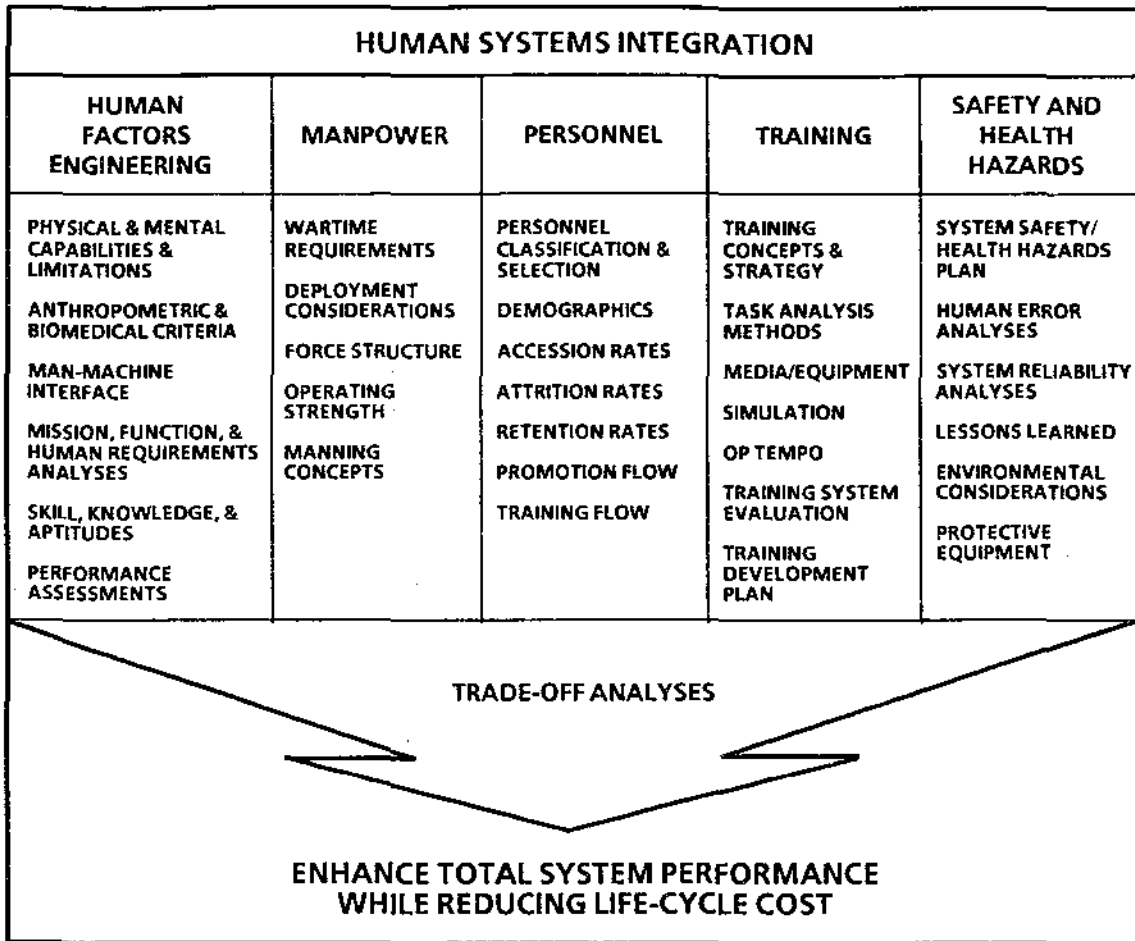 HUMAN SYSTEMS INTEGRATION
HUMAN
FACTORS
ENGINEERING
MANPOWER
PERSONNEL
TRAINING
SAFETY AND
HEALTH
HAZARDS
PHYSICAL & MENTAL
CAPABILITIES &
LIMITATIONS
ANTHROPOMETRIC &
BIOMEDICAL CRITERIA
MAN-MACHINE
INTERFACE
MISSION, FUNCTION, &
HUMAN REQUIREMENTS
ANALYSES
SKILL, KNOWLEDGE, &
APTITUDES
PERFORMANCE
ASSESSMENTS
WARTIME
REQUIREMENTS
DEPLOYMENT
CONSIDERATIONS
FORCE STRUCTURE
OPERATING
STRENGTH
MANNING
CONCEPTS
PERSONNEL
CLASSIFICATION &
SELECTION
DEMOGRAPHICS
ACCESSION RATES
ATTRITION RATES
RETENTION RATES
PROMOTION FLOW
TRAINING FLOW
TRAINING
CONCEPTS &
STRATEGY
TASK ANALYSIS
METHODS
MEDIA/EQUIPMENT
SIMULATION
OP TEMPO
TRAINING SYSTEM
EVALUATION
TRAINING
DEVELOPMENT
PLAN
SYSTEM SAFETY/
HEALTH HAZARDS
PLAN
HUMAN ERROR
ANALYSES
SYSTEM RELIABILITY
ANALYSES
LESSONS LEARNED
ENVIRONMENTAL
CONSIDERATIONS
PROTECTIVE
EQUIPMENT
TRADE-OFF ANALYSES
ENHANCE TOTAL SYSTEM PERFORMANCE
WHILE REDUCING LIFE-CYCLE COST